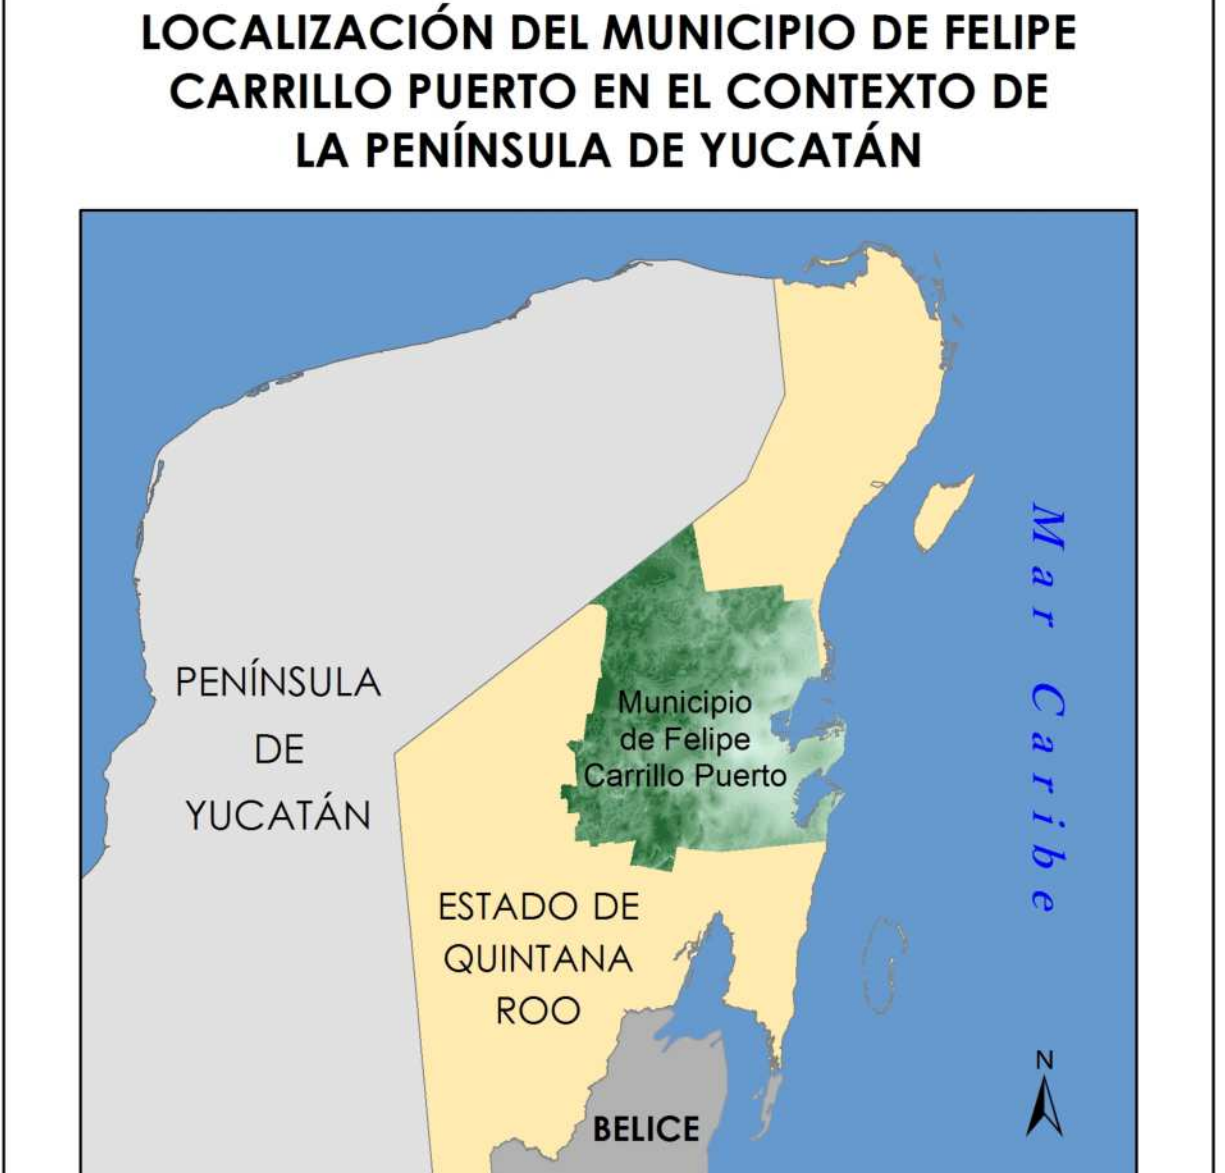 LOCALIZACIÓN DEL MUNICIPIO DE FELIPE
CARRILLO PUERTO EN EL CONTEXTO DE
LA PENÍNSULA DE YUCATÁN
Mar Caribe
PENÍNSULA
DE
YUCATÁN
Municipio
de Felipe
Carrillo Puerto
ESTADO DE
QUINTANA
ROO
N
BELICE